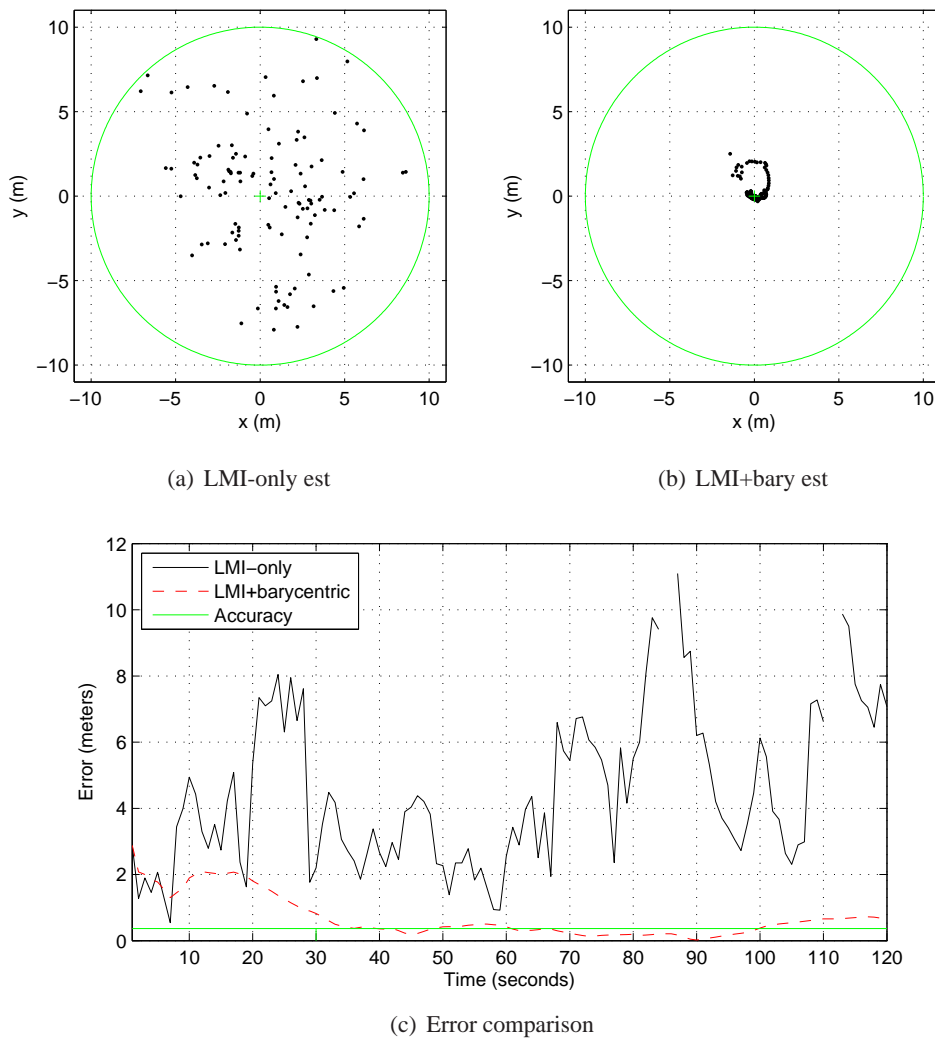 10
5
0
−5
−10
y (m)
−10 −5 0 5 10
x (m)
(a) LMI-only est
10
5
0
−5
−10
y (m)
−10 −5 0 5 10
x (m)
(b) LMI+bary est
12
10
8
6
4
2
0
Error (meters)
LMI−only
LMI+barycentric
Accuracy
10 20 30 40 50 60 70 80 90 100 110 120
Time (seconds)
(c) Error comparison